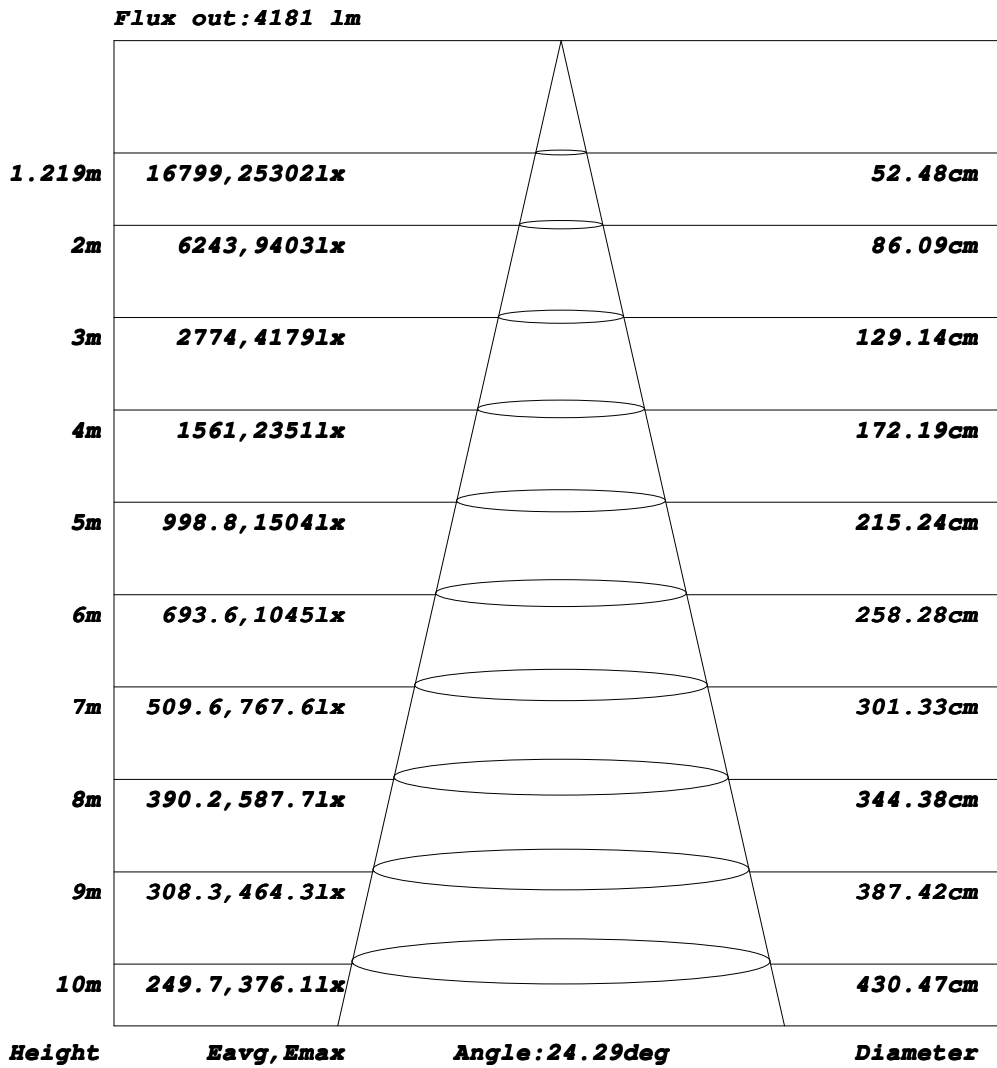 Flux out:4181 lm
1.219m 16799,25302lx 52.48cm
2m 6243,9403lx 86.09cm
3m 2774,4179lx 129.14cm
4m 1561,2351lx 172.19cm
5m 998.8,1504lx 215.24cm
6m 693.6,1045lx 258.28cm
7m 509.6,767.6lx 301.33cm
8m 390.2,587.7lx 344.38cm
9m 308.3,464.3lx 387.42cm
10m 249.7,376.1lx 430.47cm
Height Eavg,Emax Angle:24.29deg Diameter